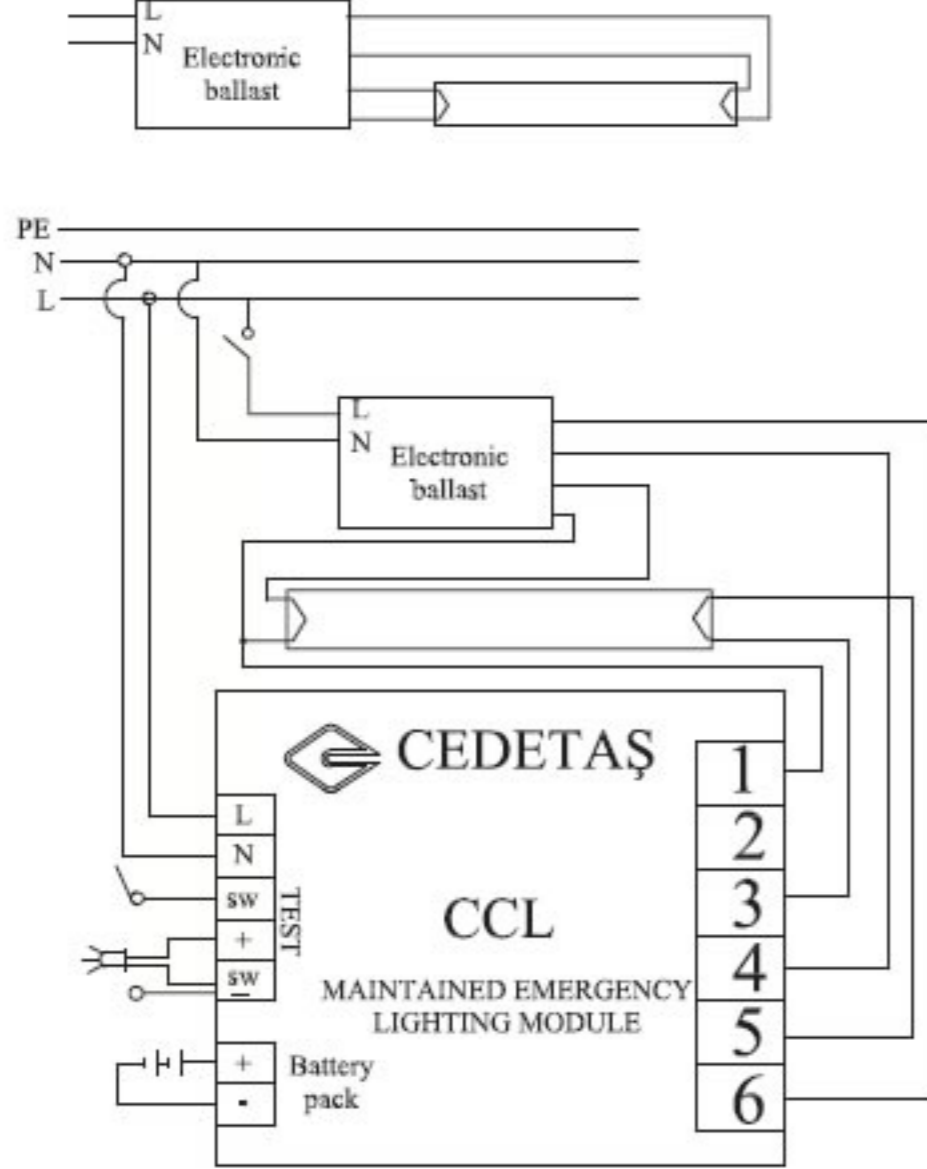 L
N
Electronic
ballast
PE
N
L
L
N
Electronic
ballast
CEDETAŞ
1
L
2
N
sw
TEST
3
CCL
+
4
sw
MAINTAINED EMERGENCY
-
LIGHTING MODULE
5
+
Battery
6
-
pack